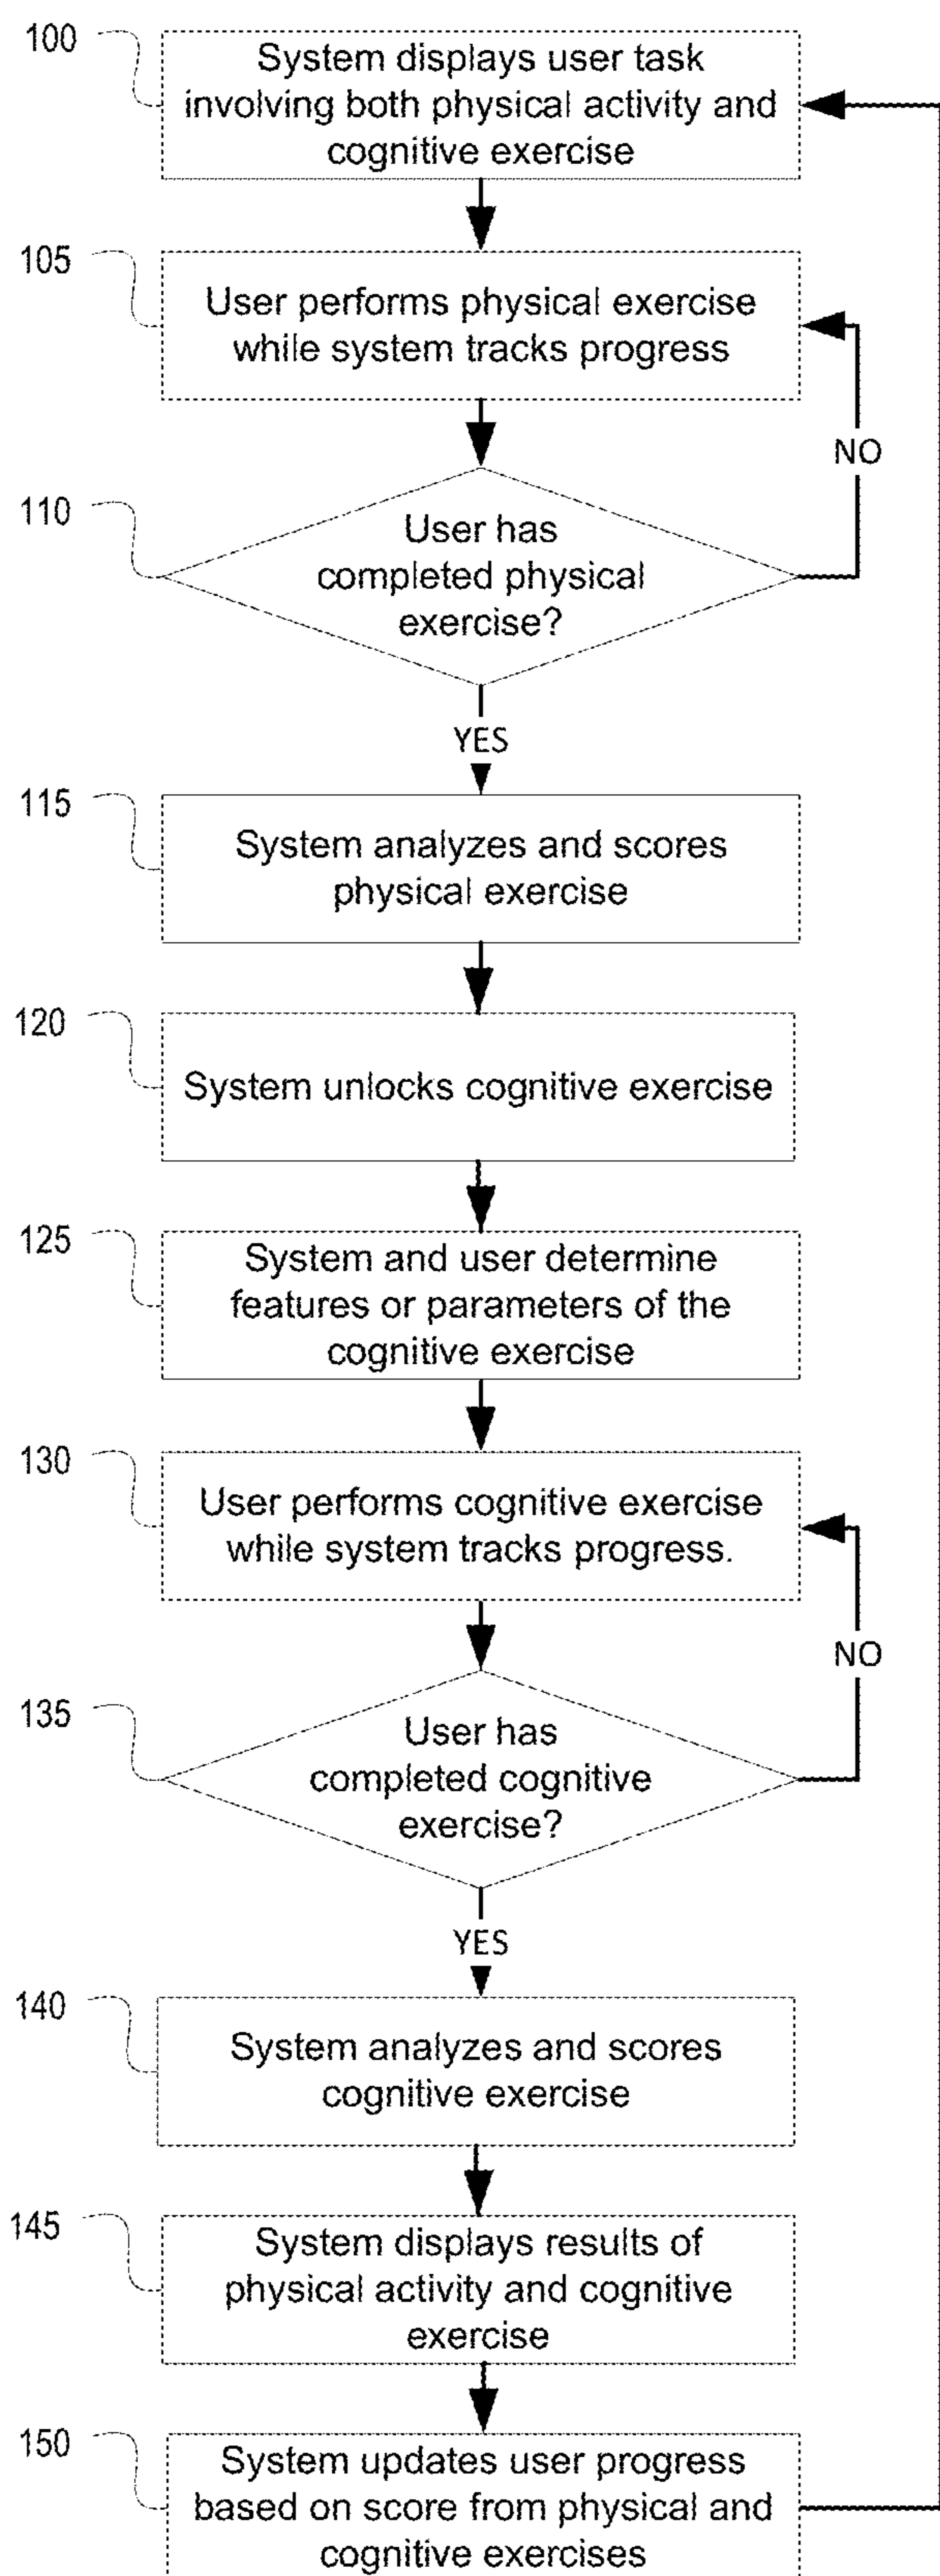 100
System displays user task
involving both physical activity and
cognitive exercise
105
User performs physical exercise
while system tracks progress
NO
110
User has
completed physical
exercise?
YES
115
System analyzes and scores
physical exercise
120
System unlocks cognitive exercise
125
System and user determine
features or parameters of the
cognitive exercise
130
User performs cognitive exercise
while system tracks progress.
NO
135
User has
completed cognitive
exercise?
YES
140
System analyzes and scores
cognitive exercise
145
System displays results of
physical activity and cognitive
exercise
150
System updates user progress
based on score from physical and
cognitive exercises